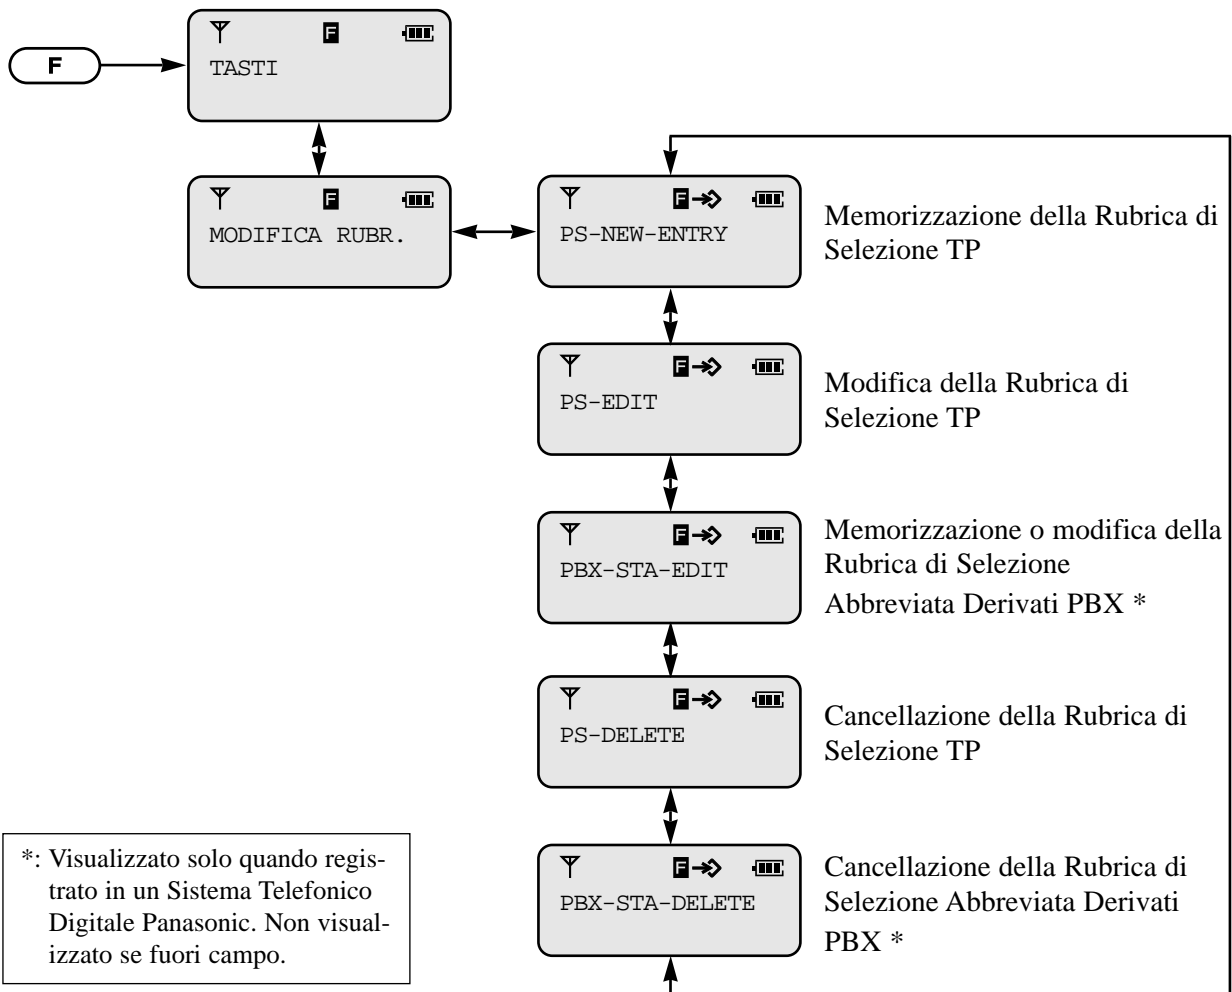 F
F
TASTI
F
MODIFICA RUBR.
F
PS-NEW-ENTRY
Memorizzazione della Rubrica di
Selezione TP
F
PS-EDIT
Modifica della Rubrica di
Selezione TP
F
PBX-STA-EDIT
Memorizzazione o modifica della
Rubrica di Selezione
Abbreviata Derivati PBX *
F
PS-DELETE
Cancellazione della Rubrica di
Selezione TP
F
PBX-STA-DELETE
Cancellazione della Rubrica di
Selezione Abbreviata Derivati
PBX *
*: Visualizzato solo quando regis-
trato in un Sistema Telefonico
Digitale Panasonic. Non visual-
izzato se fuori campo.